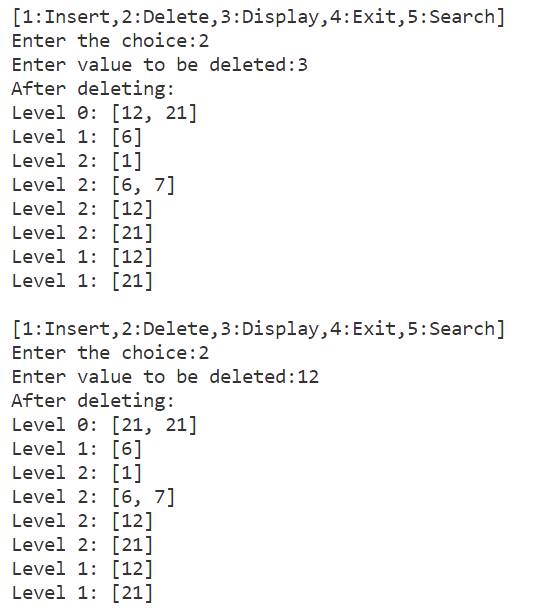 [1:Insert,2:Delete,3:Display,4:Exit,5:Search]
Enter the choice:2
Enter value to be deleted:3
After deleting:
Level 0: [12, 21]
Level 1: [6]
Level 2: [1]
Level 2: [6, 7]
Level 2: [12]
Level 2: [21]
Level 1: [12]
Level 1: [21]

[1:Insert,2:Delete,3:Display,4:Exit,5:Search]
Enter the choice:2
Enter value to be deleted:12
After deleting:
Level 0: [21, 21]
Level 1: [6]
Level 2: [1]
Level 2: [6, 7]
Level 2: [12]
Level 2: [21]
Level 1: [12]
Level 1: [21]